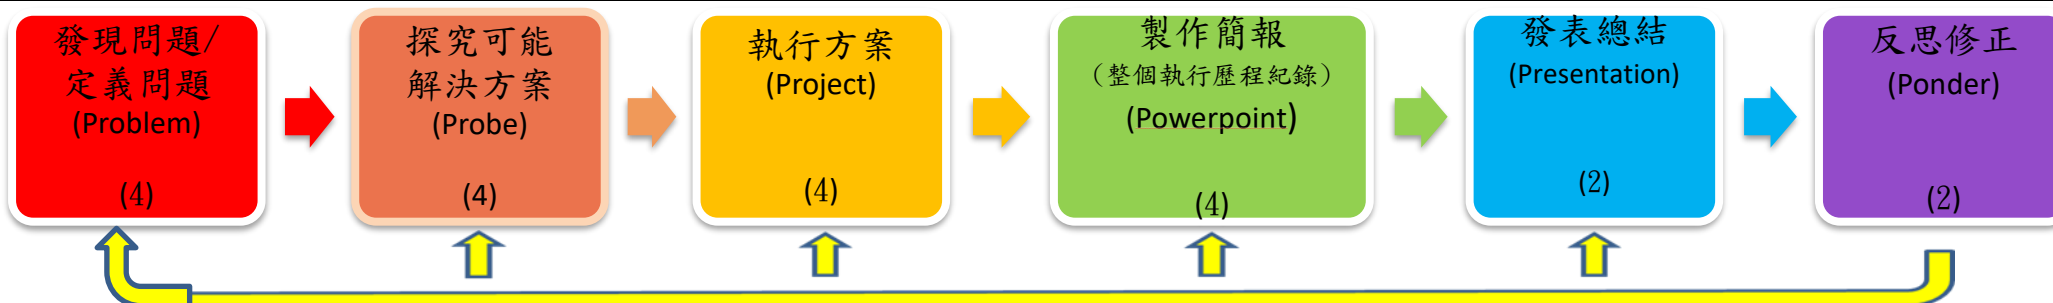 發現問題/
定義問題
(Problem)
(4)
探究可能
解決方案
(Probe)
(4)
執行方案
(Project)
(4)
製作簡報
（整個執行歷程紀錄）
(Powerpoint)
(4)
發表總結
(Presentation)
(2)
反思修正
(Ponder)
(2)